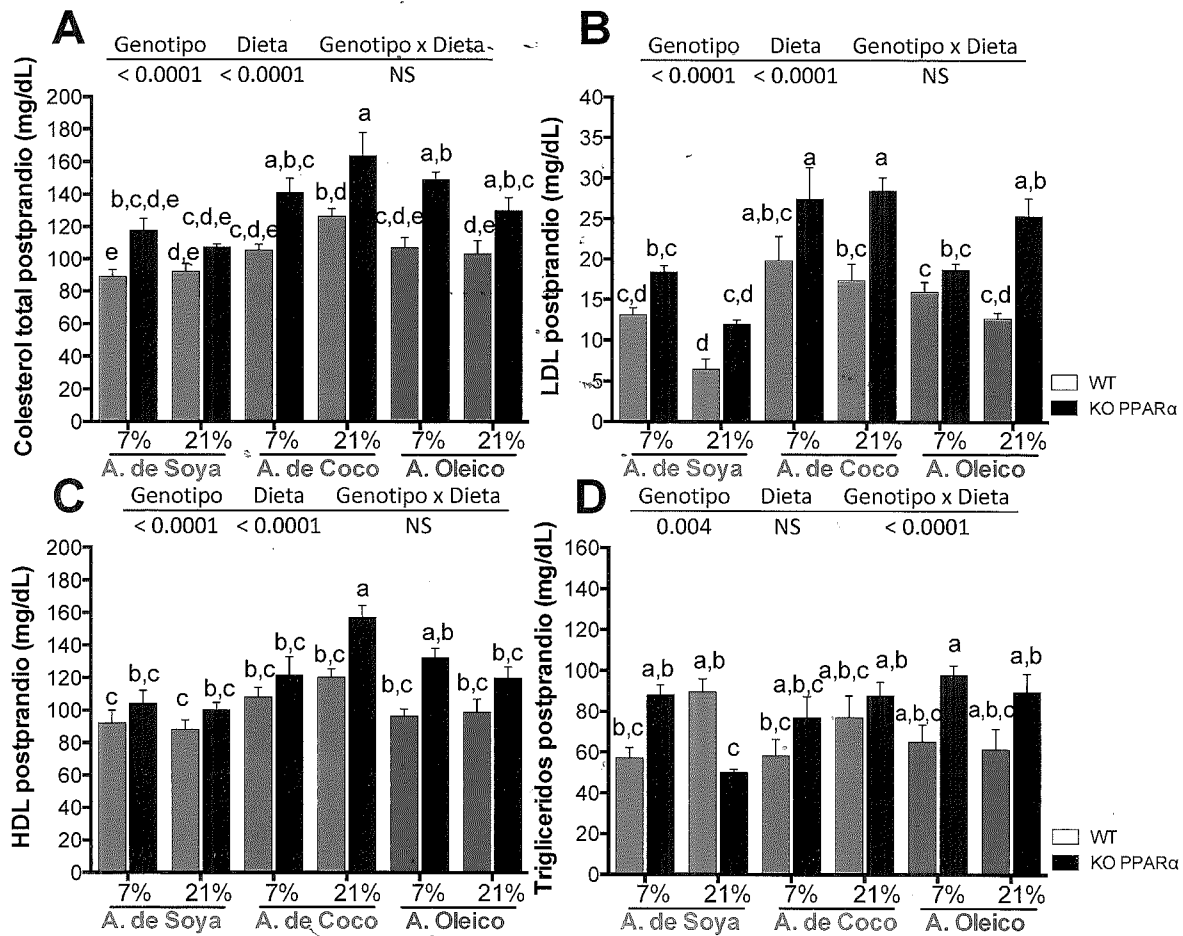 A
Genotipo Dieta Genotipo x Dieta
< 0.0001 < 0.0001 NS
Colesterol total postprandio (mg/dL)
200
180
160
140
120
100
80
60
40
20
0
e b,c,d,e d,e c,d,e c,d,e a,b,c b,d a c,d,e a,b d,e a,b,c
7% 21% 7% 21% 7% 21%
A. de Soya A. de Coco A. Oleico
B
Genotipo Dieta Genotipo x Dieta
< 0.0001 < 0.0001 NS
LDL postprandio (mg/dL)
40
35
30
25
20
15
10
5
0
c,d b,c d c,d a,b,c a b,c a c b,c c,d a,b
7% 21% 7% 21% 7% 21%
A. de Soya A. de Coco A. Oleico
WT
KO PPARα
C
Genotipo Dieta Genotipo x Dieta
< 0.0001 < 0.0001 NS
HDL postprandio (mg/dL)
200
180
160
140
120
100
80
60
40
20
0
c b,c c b,c b,c b,c b,c a b,c a,b b,c b,c
7% 21% 7% 21% 7% 21%
A. de Soya A. de Coco A. Oleico
D
Genotipo Dieta Genotipo x Dieta
0.004 NS < 0.0001
Trigliceridos postprandio (mg/dL)
160
140
120
100
80
60
40
20
0
b,c a,b a,b c b,c a,b,c a,b,c a,b a,b,c a a,b,c a,b
7% 21% 7% 21% 7% 21%
A. de Soya A. de Coco A. Oleico
WT
KO PPARα